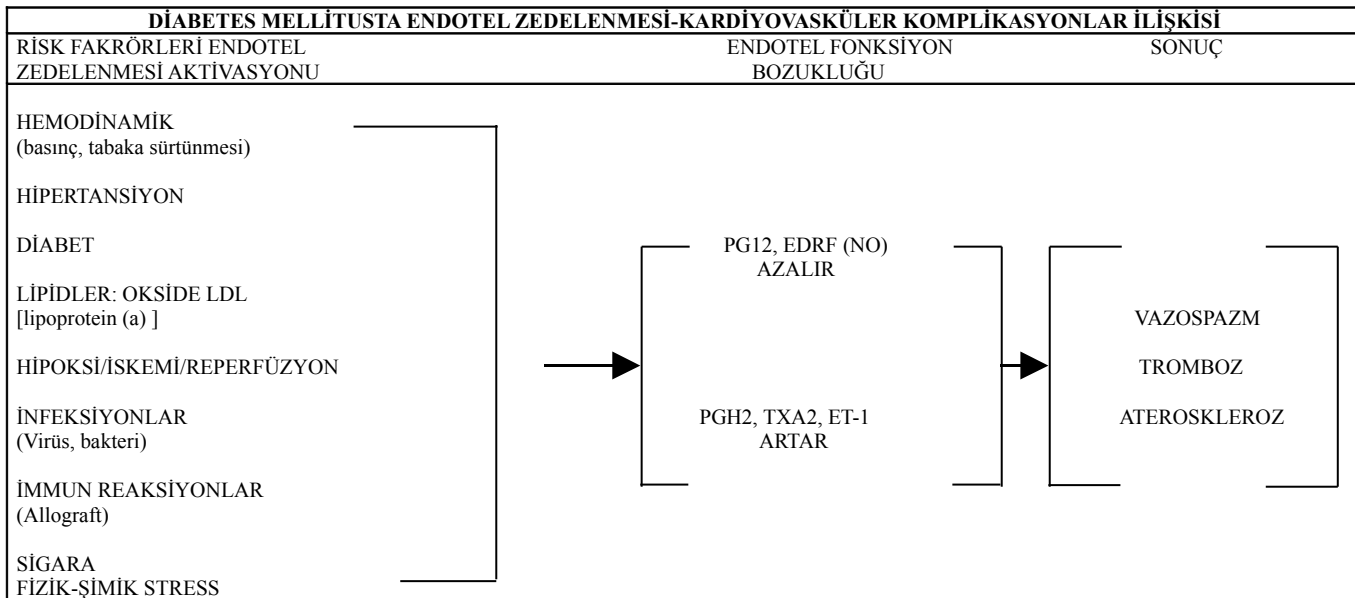 DİABETES MELLİTUSTA ENDOTEL ZEDELENMESİ-KARDİYOVASKÜLER KOMPLİKASYONLAR İLİŞKİSİ
RİSK FAKRÖRLERİ ENDOTEL
ZEDELENMESİ AKTİVASYONU
ENDOTEL FONKSİYON
BOZUKLUĞU
SONUÇ
HEMODİNAMİK
(basınç, tabaka sürtünmesi)
HİPERTANSİYON
DİABET
LİPİDLER: OKSİDE LDL
[lipoprotein (a) ]
HİPOKSİ/İSKEMİ/REPERFÜZYON
İNFEKSİYONLAR
(Virüs, bakteri)
İMMUN REAKSİYONLAR
(Allograft)
SİGARA
FİZİK-ŞİMİK STRESS
PG12, EDRF (NO)
AZALIR
PGH2, TXA2, ET-1
ARTAR
VAZOSPAZM
TROMBOZ
ATEROSKLEROZ